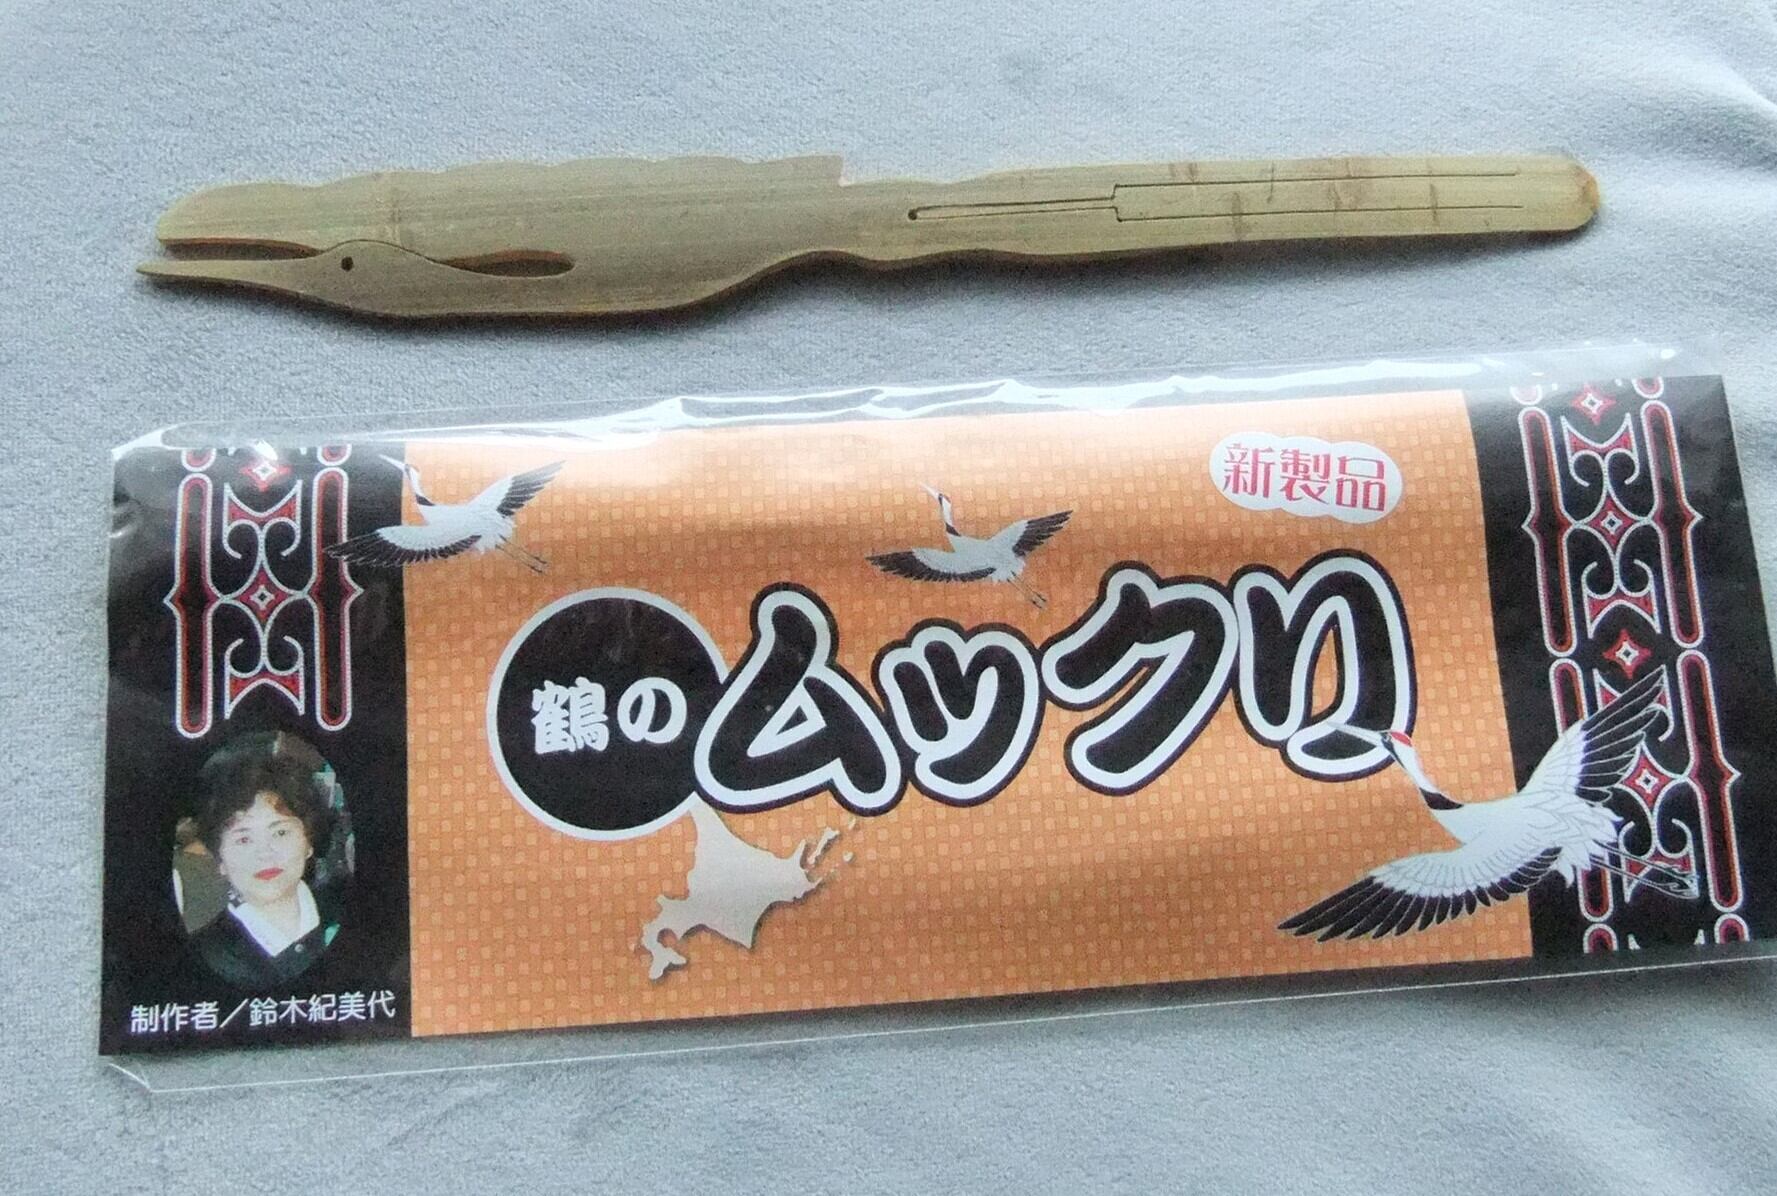 新製品
鶴のムックリ
制作者／鈴木紀美代